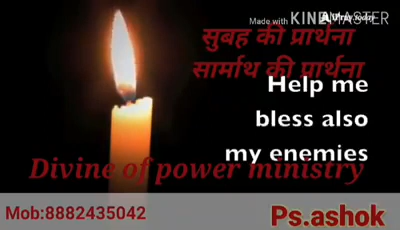 Made with KINEMASTER
सुबह की प्रार्थना
सार्माथ की प्रार्थना
Help me
bless also
my enemies
Divine of power ministry
Mob:8882435042
Ps.ashok